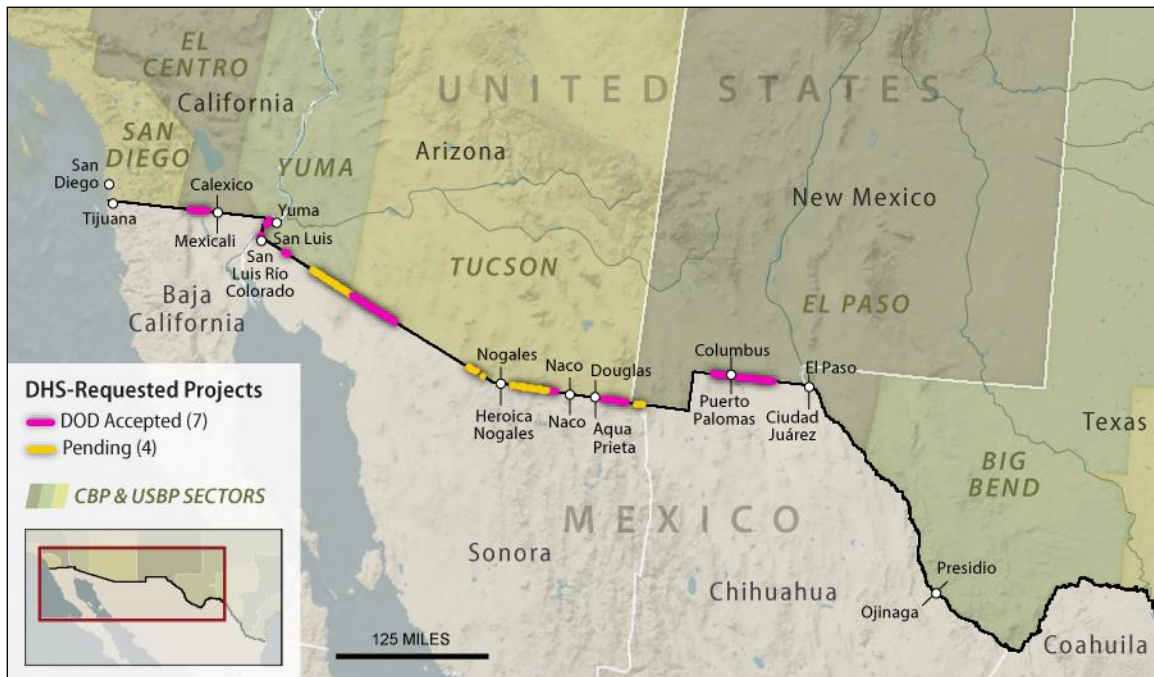 EL
CENTRO
California
UNITED STATES
SAN
DIEGO
YUMA
Arizona
San
Diego
Calexico
New Mexico
Tijuana
Yuma
Mexicali
San Luis
San
Luis Río
Colorado
TUCSON
EL PASO
Baja
California
Nogales
Naco
Douglas
Columbus
El Paso
Heroica
Nogales
Naco
Aqua
Prieta
Puerto
Palomas
Ciudad
Juárez
Texas
BIG
BEND
MEXICO
Sonora
Chihuahua
Presidio
Ojinaga
Coahuila
DHS-Requested Projects
DOD Accepted (7)
Pending (4)
CBP & USBP SECTORS
125 MILES